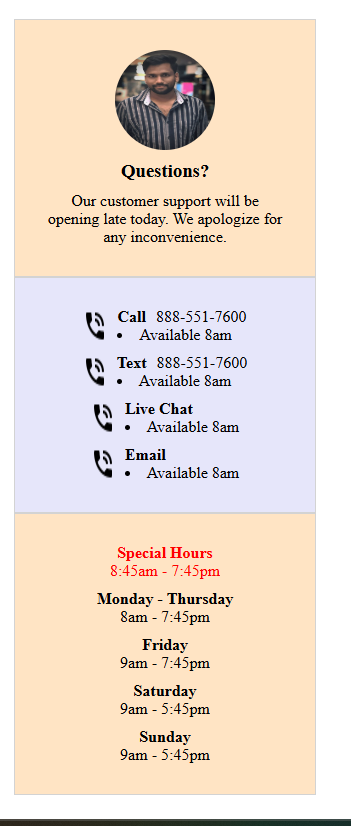 Questions?
Our customer support will be
opening late today. We apologize for
any inconvenience.
Call 888-551-7600
• Available 8am
Text 888-551-7600
• Available 8am
Live Chat
• Available 8am
Email
• Available 8am
Special Hours
8:45am - 7:45pm
Monday - Thursday
8am - 7:45pm
Friday
9am - 7:45pm
Saturday
9am - 5:45pm
Sunday
9am - 5:45pm